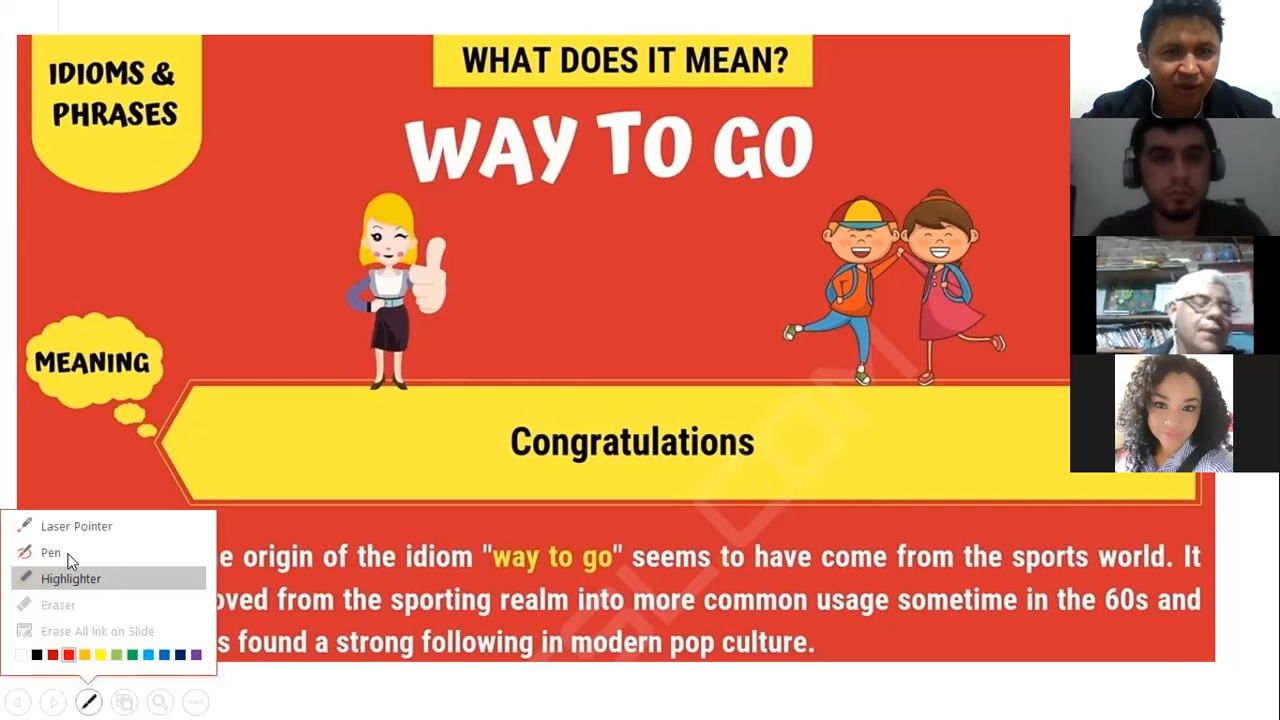 IDIOMS &
PHRASES
WHAT DOES IT MEAN?
WAY TO GO
MEANING
Congratulations
origin of the idiom "way to go" seems to have come from the sports world. It
from the sporting realm into more common usage sometime in the 60s and
found a strong following in modern pop culture.
Laser Pointer
Pen
Highlighter
Eraser
Erase All Ink on Slide